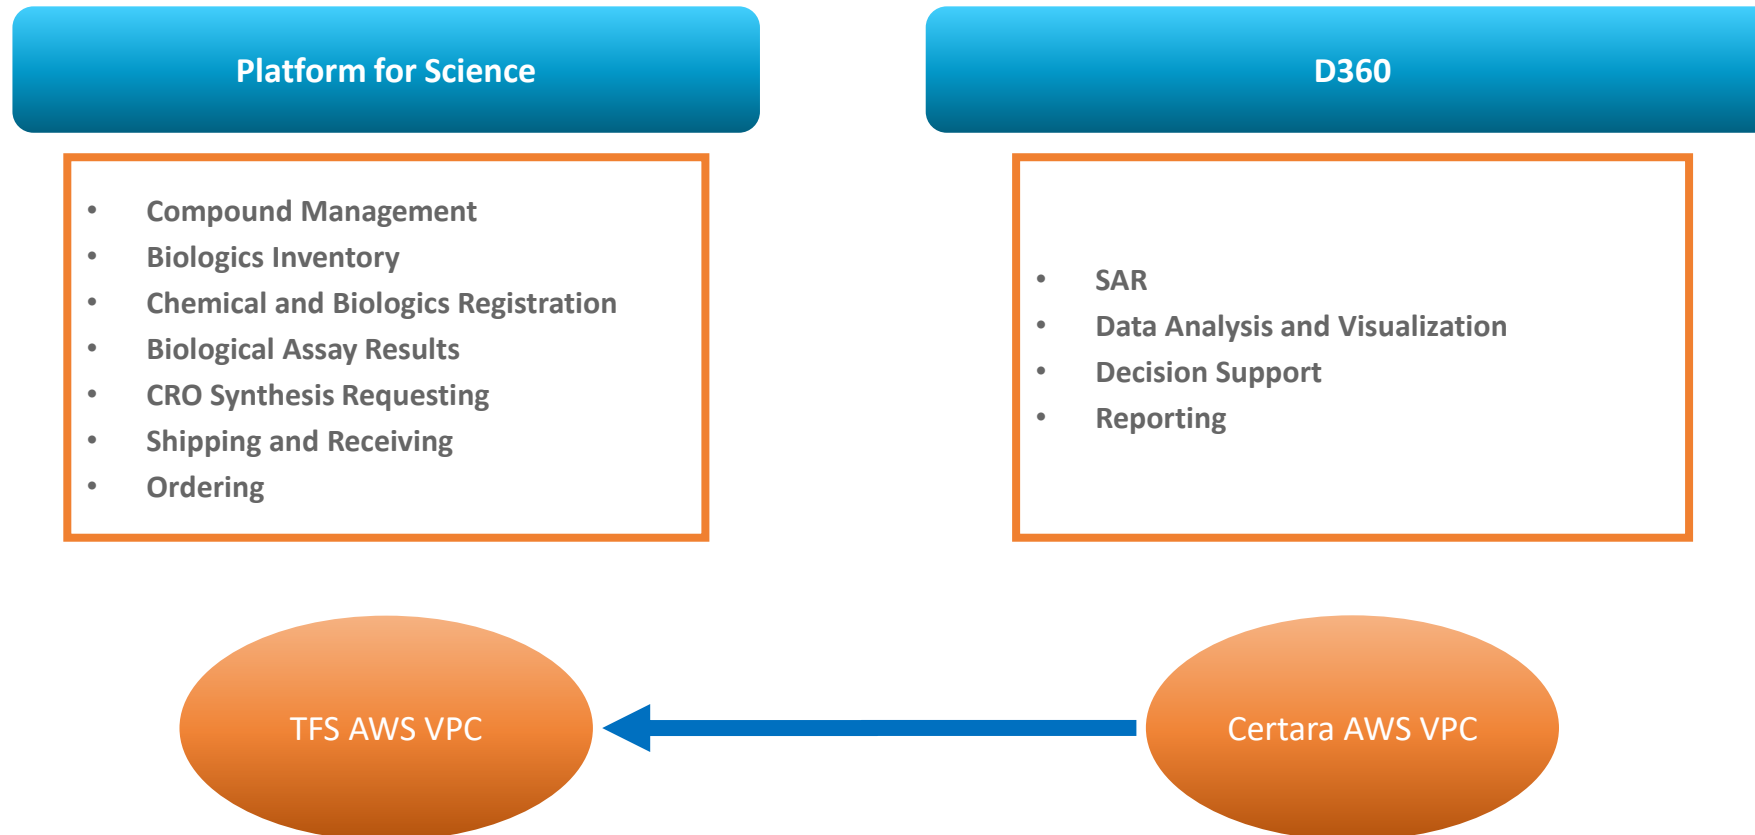 Platform for Science
• Compound Management
• Biologics Inventory
• Chemical and Biologics Registration
• Biological Assay Results
• CRO Synthesis Requesting
• Shipping and Receiving
• Ordering
TFS AWS VPC
D360
• SAR
• Data Analysis and Visualization
• Decision Support
• Reporting
Certara AWS VPC